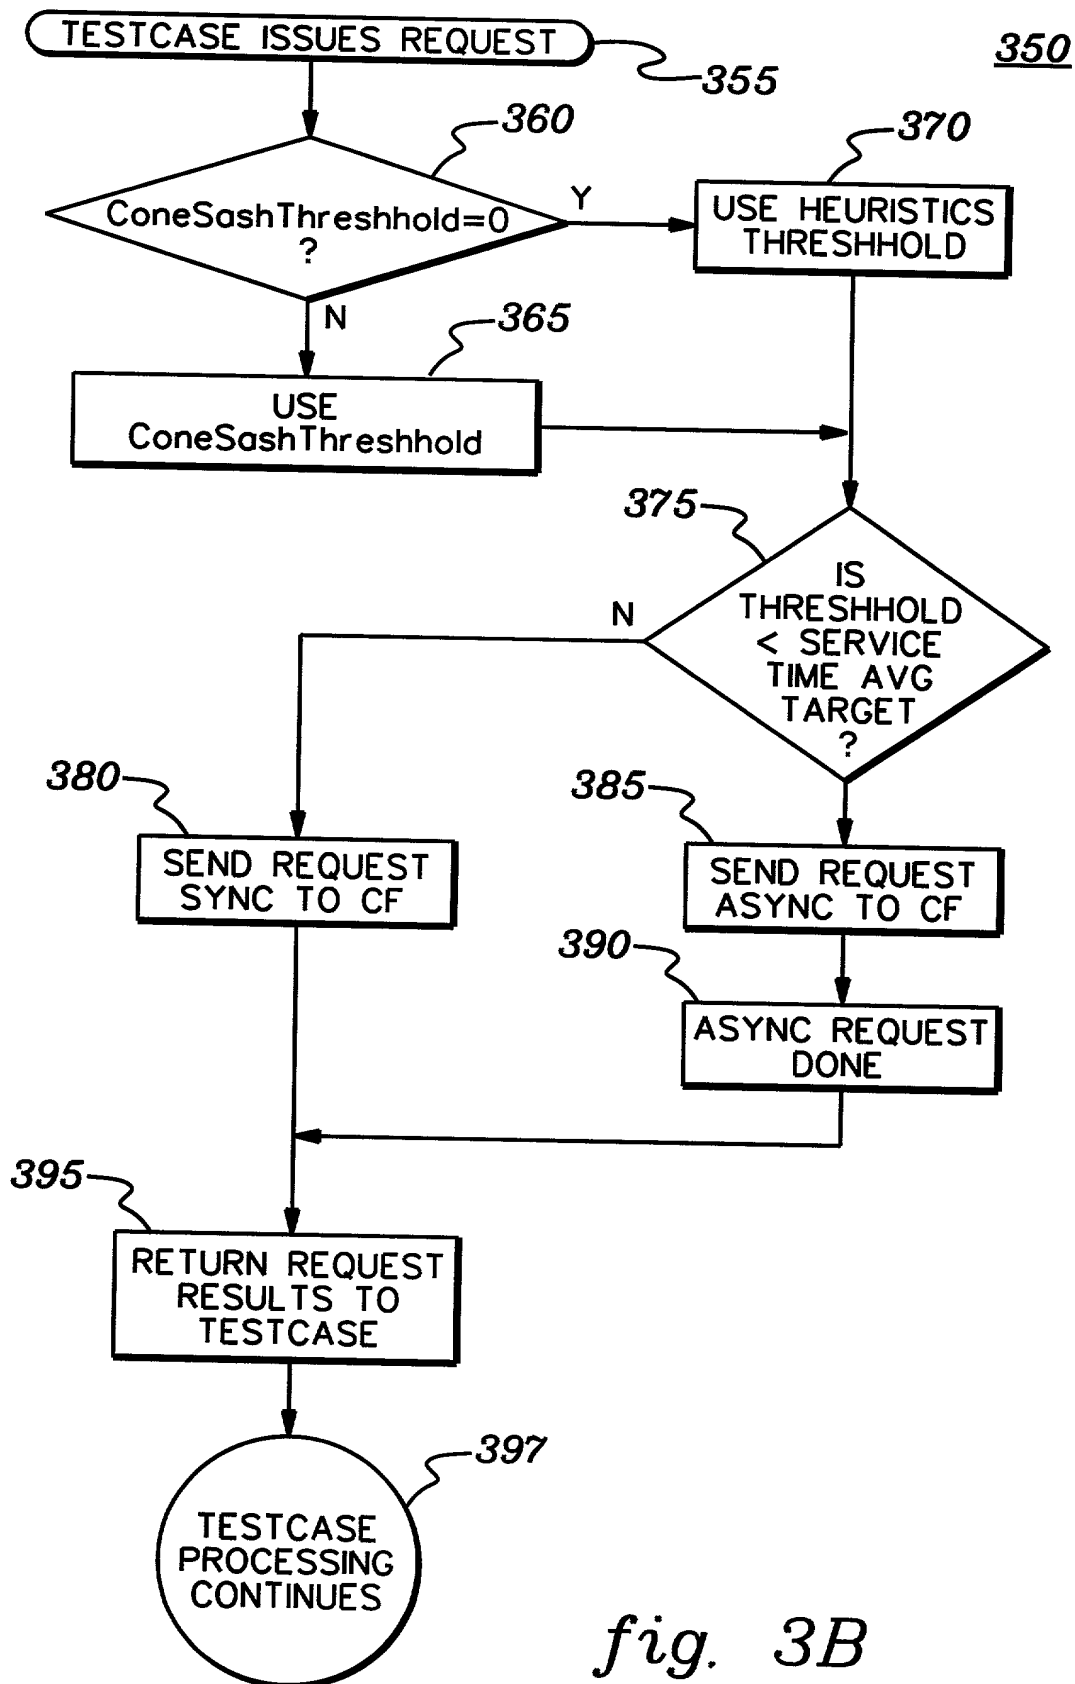 TESTCASE ISSUES REQUEST
350
355
360
370
ConeSashThreshhold=0
?
Y
USE HEURISTICS
THRESHHOLD
N
365
USE
ConeSashThreshhold
375
IS
THRESHHOLD
< SERVICE
TIME AVG
TARGET
?
N
380
385
SEND REQUEST
SYNC TO CF
SEND REQUEST
ASYNC TO CF
390
ASYNC REQUEST
DONE
395
RETURN REQUEST
RESULTS TO
TESTCASE
397
TESTCASE
PROCESSING
CONTINUES
fig. 3B